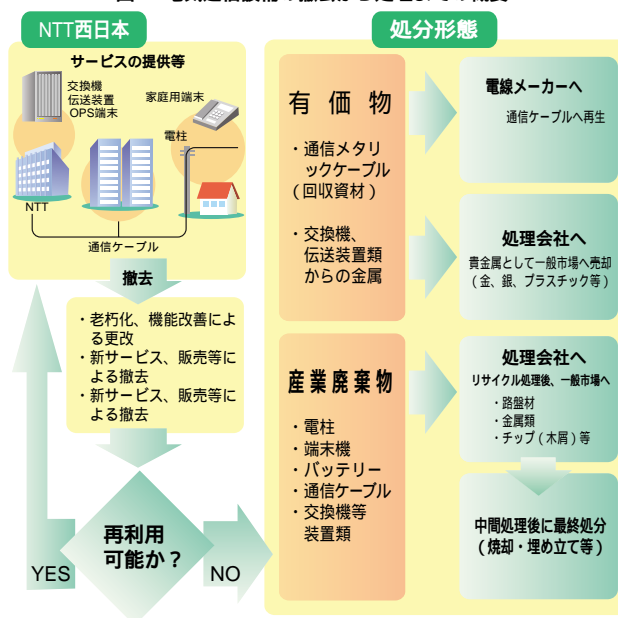 NTT西日本
サービスの提供等
交換機
伝送装置
OPS端末
家庭用端末
電柱
NTT
通信ケーブル
撤去
・老朽化、機能改善によ
る更改
・新サービス、販売等に
よる撤去
・新サービス、販売等に
よる撤去
再利用
可能か？
YES
NO
処分形態
有価物
・通信メタリ
ックケーブル
（回収資材）
・交換機、
伝送装置類
からの金属
電線メーカーへ
通信ケーブルへ再生
処理会社へ
貴金属として一般市場へ売却
（金、銀、プラスチック等）
産業廃棄物
・電柱
・端末機
・バッテリー
・通信ケーブル
・交換機等
装置類
処理会社へ
リサイクル処理後、一般市場へ
・路盤材
・金属類
・チップ（木屑）等
中間処理後に最終処分
（焼却・埋め立て等）